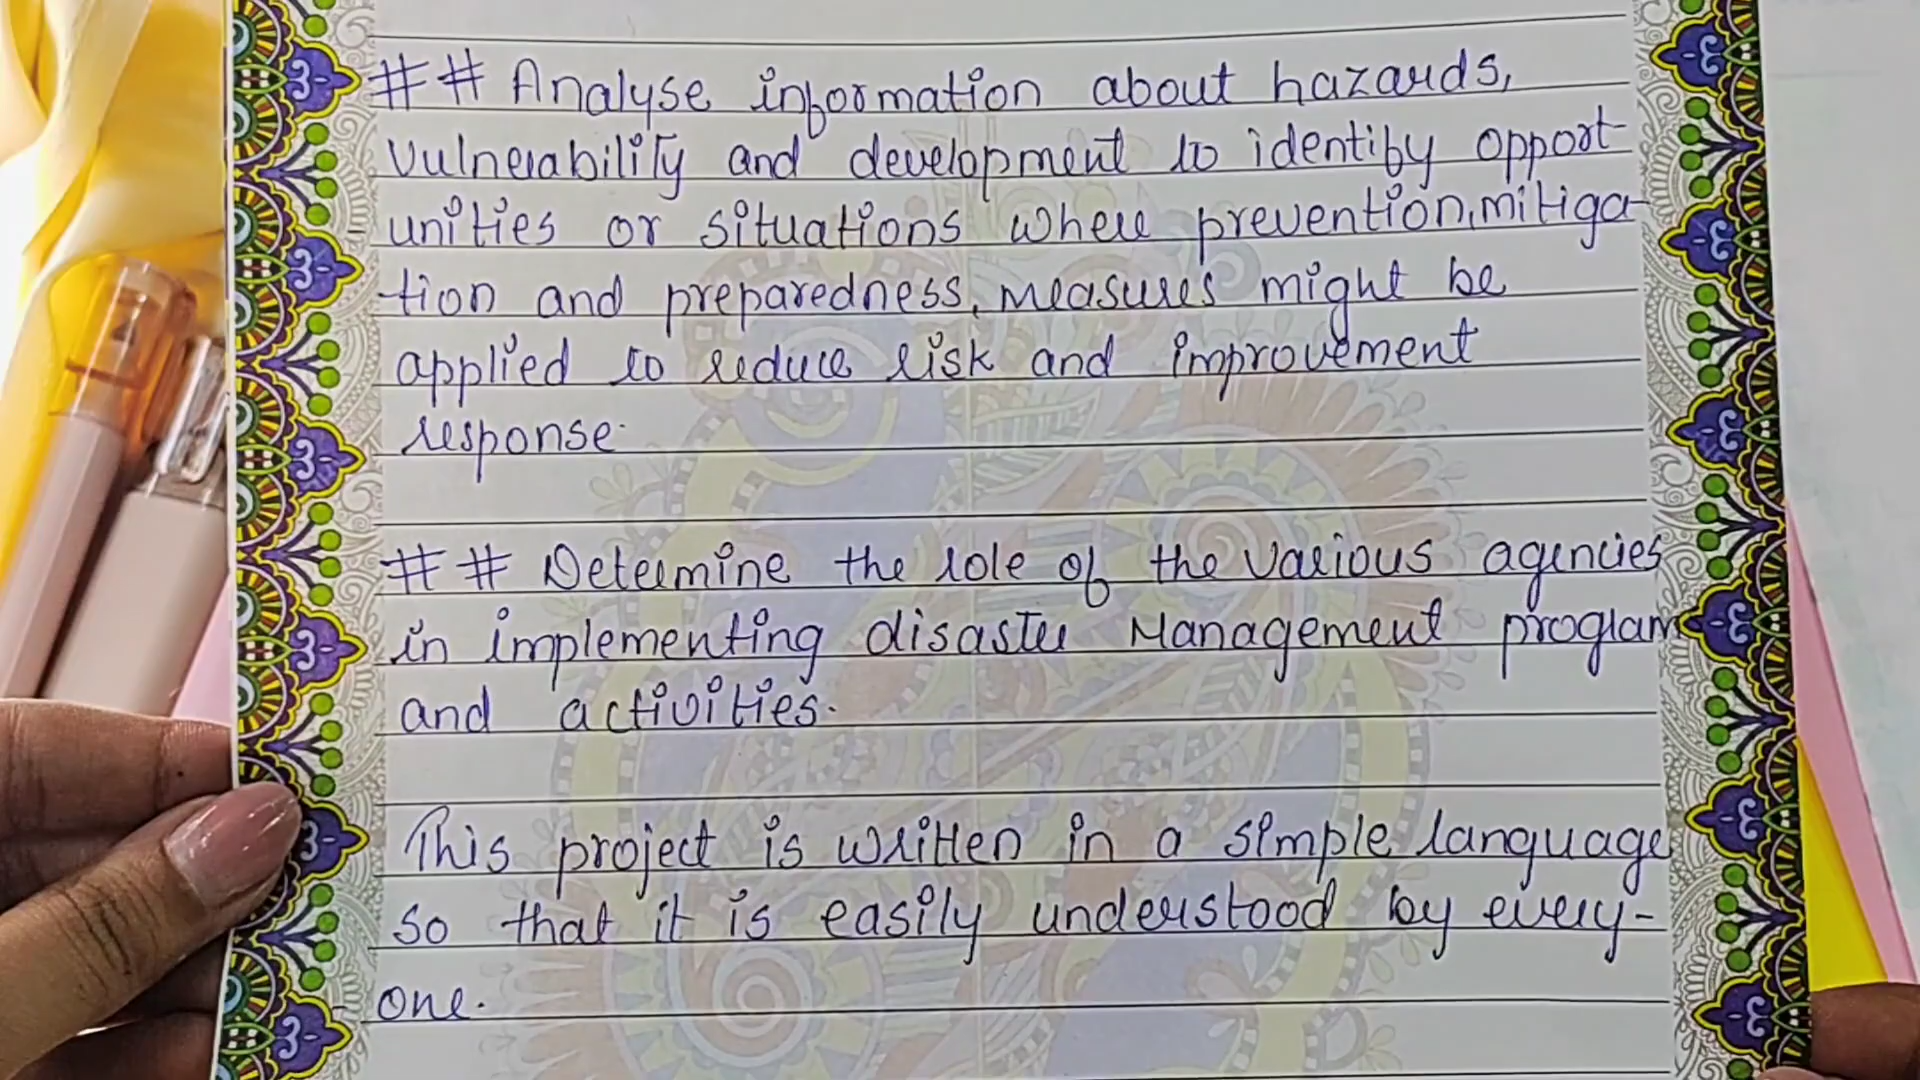 ## Analyse information about hazards,
Vulnerability and development to identify opport
- unities or situations where prevention, mitiga-
-tion and preparedness, measures might be
applied to reduce risk and improvement
response.
## Determine the role of the various agencies
in implementing disaster Management program
and activities.
This project is written in a simple language
so that it is easily understood by every-
- one.